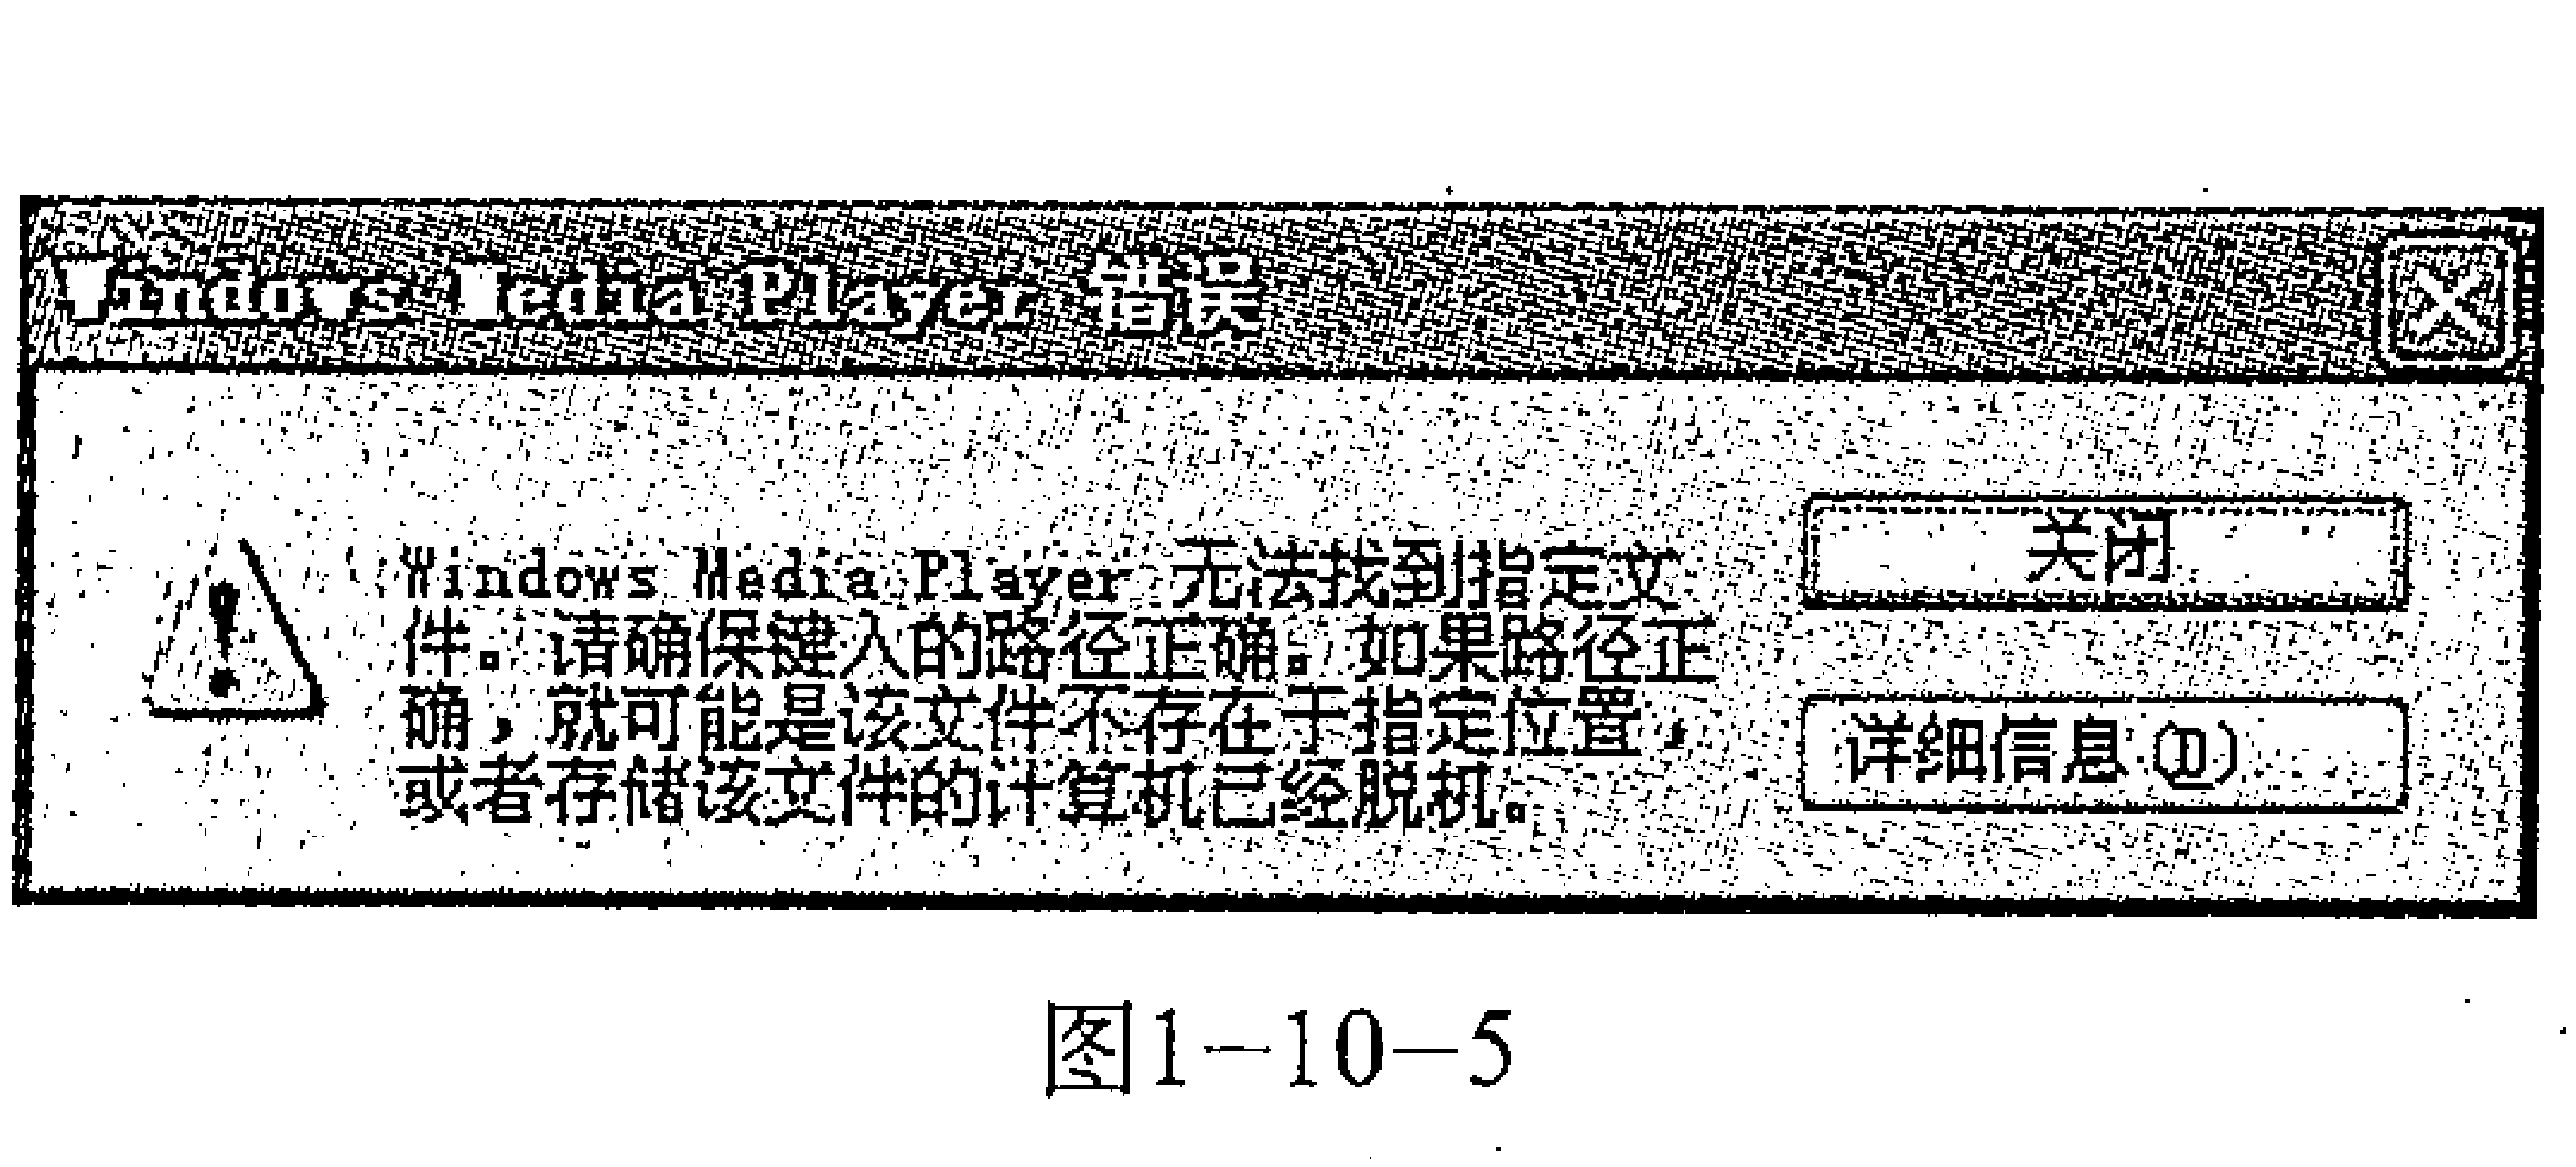 Windows Media Player 错误
Windows Media Player 无法找到指定文
件。请确保键入的路径正确。如果路径正
确，就可能是该文件不存在于指定位置，
或者存储该文件的计算机已经脱机。
关闭
详细信息(D)
图1-10-5